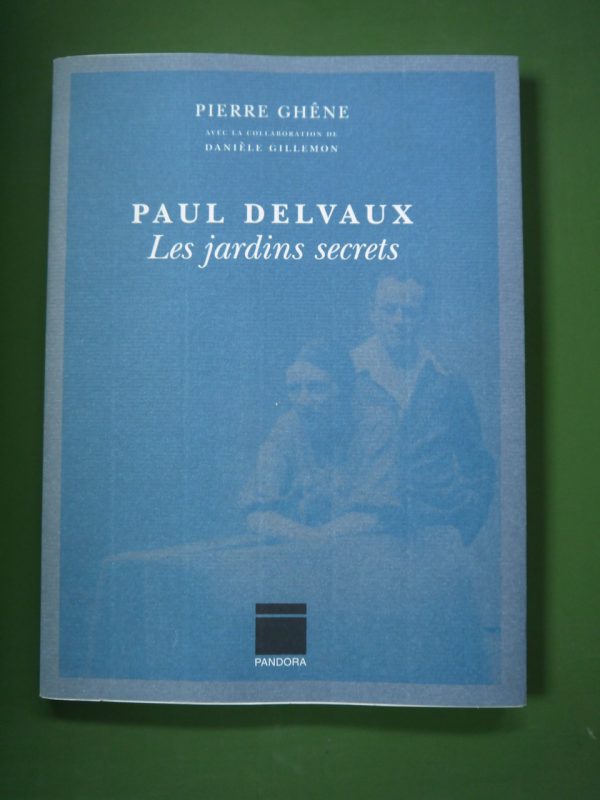 PIERRE GHÊNE
AVEC LA COLLABORATION DE
DANIÈLE GILLEMON
PAUL DELVAUX
Les jardins secrets
PANDORA